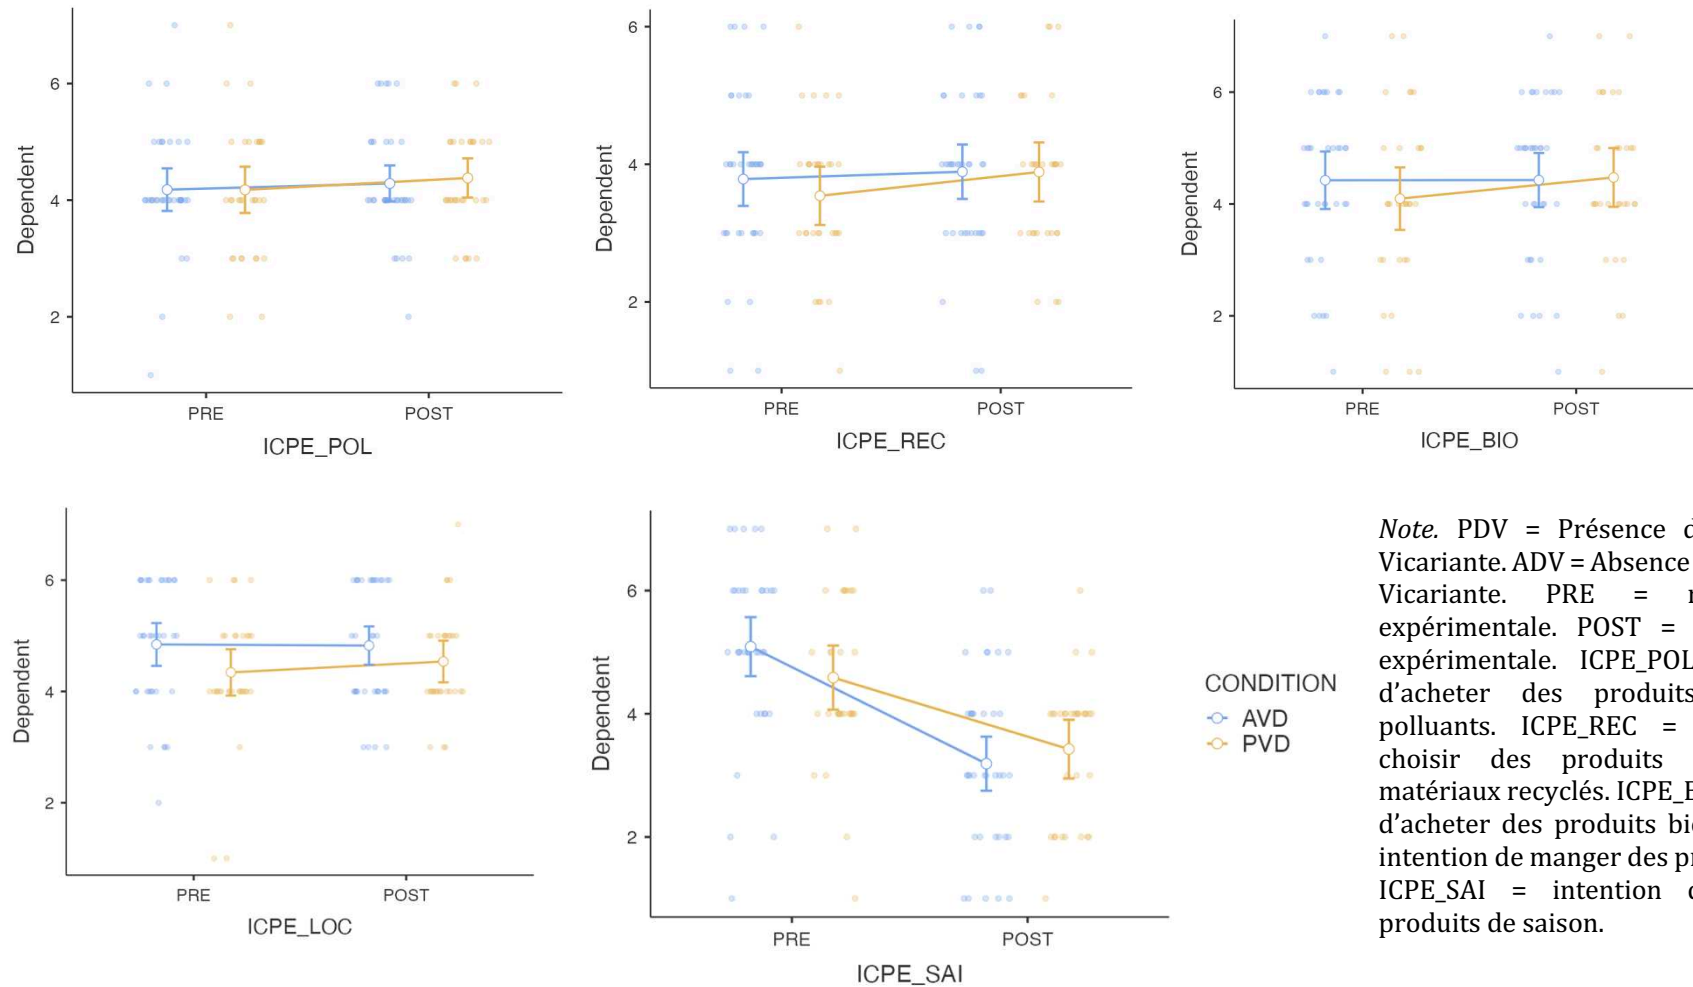 6
4
2
Dependent
PRE
POST
ICPE_POL
6
4
2
Dependent
PRE
POST
ICPE_REC
6
4
2
Dependent
PRE
POST
ICPE_BIO
6
4
2
Dependent
PRE
POST
ICPE_LOC
6
4
2
Dependent
PRE
POST
ICPE_SAI
CONDITION
AVD
PVD
Note. PDV = Présence
Vicariante. ADV = Absence
Vicariante. PRE =
expérimentale. POST =
expérimentale. ICPE_POL
d’acheter des produits
polluants. ICPE_REC =
choisir des produits
matériaux recyclés.
d’acheter des produits
intention de manger des
ICPE_SAI = intention
produits de saison.